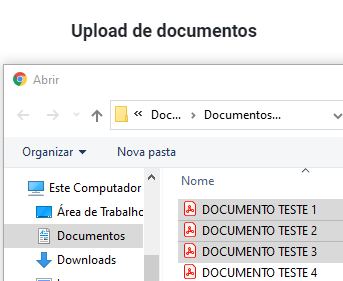 Upload de documentos
Abrir
« Doc... > Documentos...
Organizar Nova pasta
Nome
Este Computador
Área de Trabalho
Documentos
Downloads
DOCUMENTO TESTE 1
DOCUMENTO TESTE 2
DOCUMENTO TESTE 3
DOCUMENTO TESTE 4